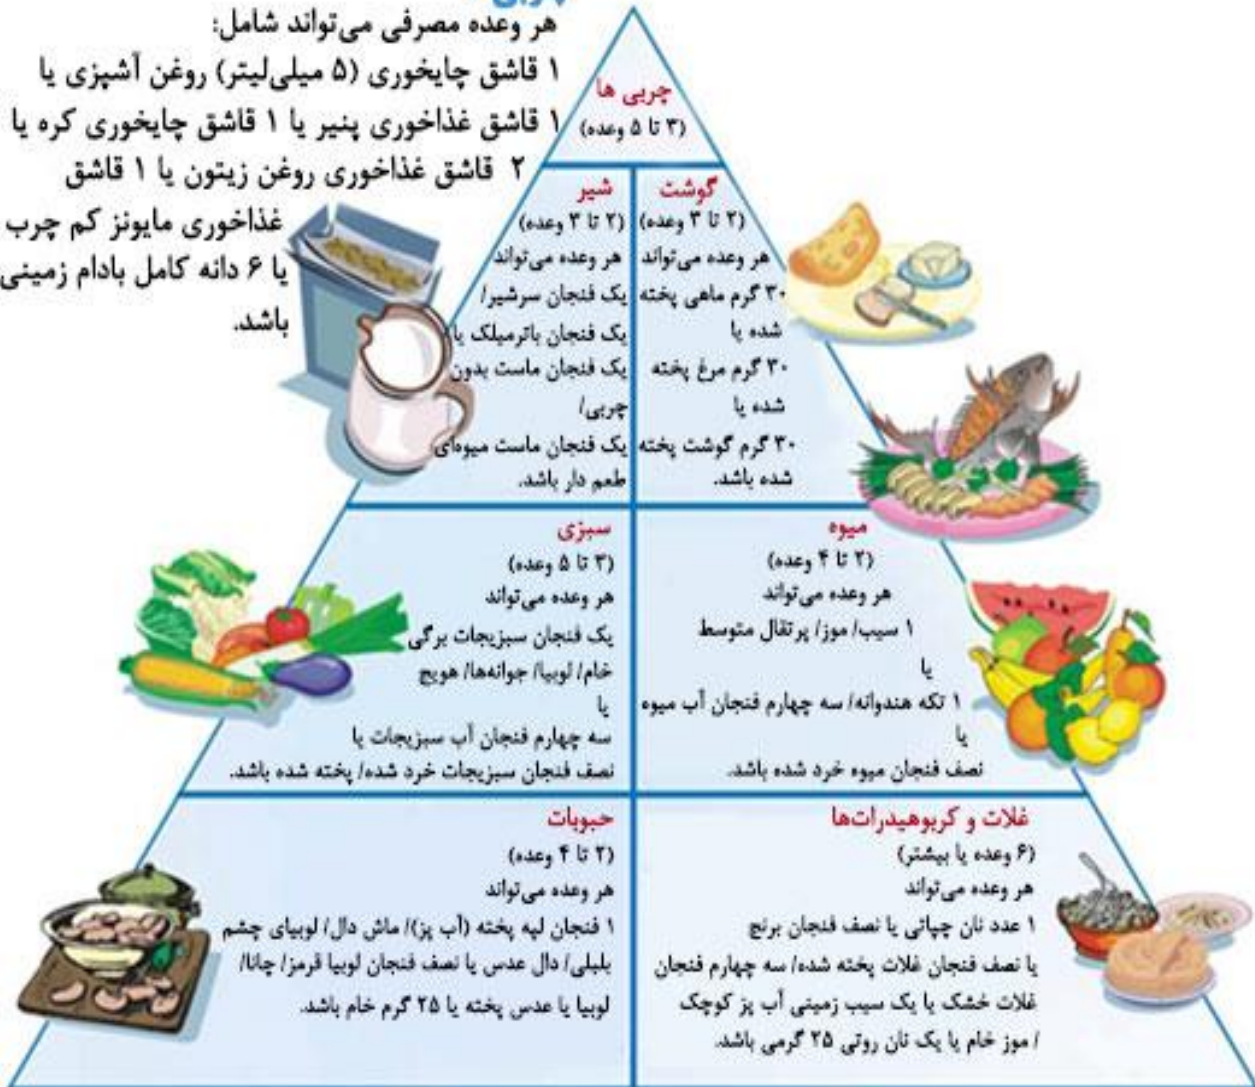 هر وعده مصرفی می‌تواند شامل:
۱ قاشق چایخوری (۵ میلی‌لیتر) روغن آشپزی یا
۱ قاشق غذاخوری پنیر یا ۱ قاشق چایخوری کره یا
۲ قاشق غذاخوری روغن زیتون یا ۱ قاشق
غذاخوری مایونز کم چرب
یا ۶ دانه کامل بادام زمینی
باشد.
چربی ها
(۳ تا ۵ وعده)
گوشت
(۲ تا ۳ وعده)
هر وعده می‌تواند
۳۰ گرم ماهی پخته
شده یا
۳۰ گرم مرغ پخته
شده یا
۳۰ گرم گوشت پخته
شده باشد.
شیر
(۲ تا ۳ وعده)
هر وعده می‌تواند
یک فنجان سرشیر/
یک فنجان باترمیلک یا
یک فنجان ماست بدون
چربی/
یک فنجان ماست میوه‌ای
طعم دار باشد.
میوه
(۲ تا ۴ وعده)
هر وعده می‌تواند
۱ سیب/ موز/ پرتقال متوسط
یا
۱ تکه هندوانه/ سه چهارم فنجان آب میوه
یا
نصف فنجان میوه خرد شده باشد.
سبزی
(۳ تا ۵ وعده)
هر وعده می‌تواند
یک فنجان سبزیجات برگی
خام/ لوبیا/ جوانه‌ها/ هویج
یا
سه چهارم فنجان آب سبزیجات یا
نصف فنجان سبزیجات خرد شده/ پخته شده باشد.
غلات و کربوهیدرات‌ها
(۶ وعده یا بیشتر)
هر وعده می‌تواند
۱ عدد نان چپاتی یا نصف فنجان برنج
یا نصف فنجان غلات پخته شده/ سه چهارم فنجان
غلات خشک یا یک سیب زمینی آب پز کوچک
/ موز خام یا یک نان روتی ۲۵ گرمی باشد.
حبوبات
(۲ تا ۴ وعده)
هر وعده می‌تواند
۱ فنجان لپه پخته (آب پز)/ ماش دال/ لوبیای چشم
بلبلی/ دال عدس یا نصف فنجان لوبیا قرمز/ چانا/
لوبیا یا عدس پخته یا ۲۵ گرم خام باشد.